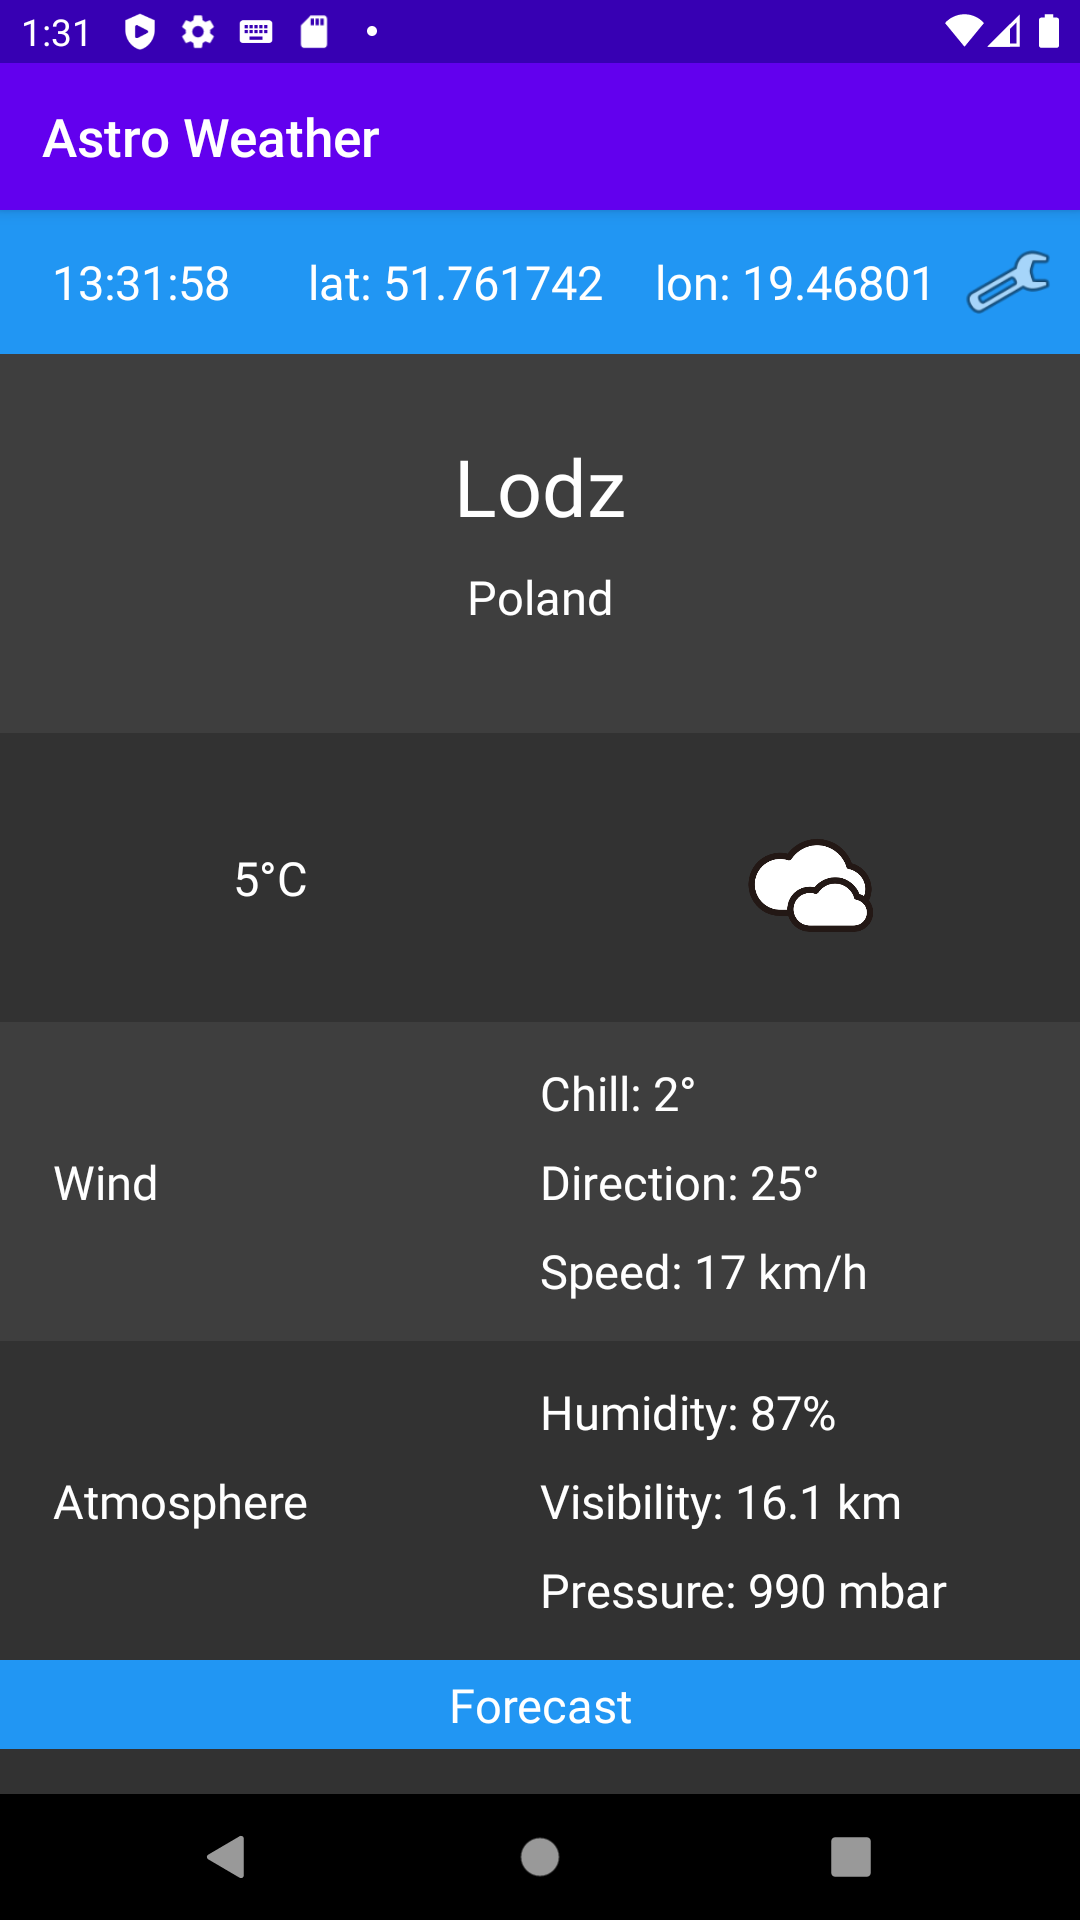 1:31
Astro Weather
13:31:58 lat: 51.761742 lon: 19.46801
Lodz
Poland
5°C
Wind
Chill: 2°
Direction: 25°
Speed: 17 km/h
Atmosphere
Humidity: 87%
Visibility: 16.1 km
Pressure: 990 mbar
Forecast